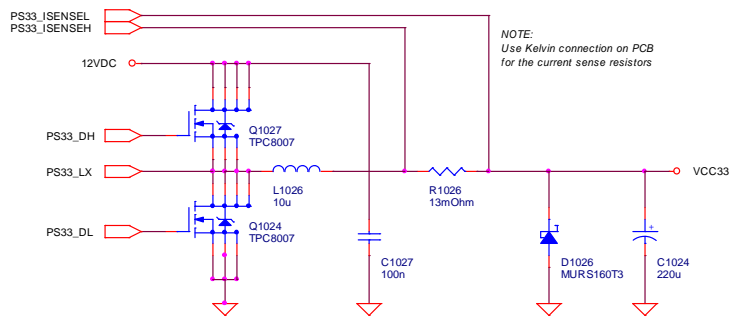 PS33_ISENSEL
PS33_ISENSEH
NOTE:
Use Kelvin connection on PCB
for the current sense resistors
12VDC
PS33_DH
Q1027
TPC8007
PS33_LX
VCC33
L1026
10u
R1026
13mOhm
PS33_DL
Q1024
TPC8007
C1027
100n
D1026
MURS160T3
+
C1024
220u